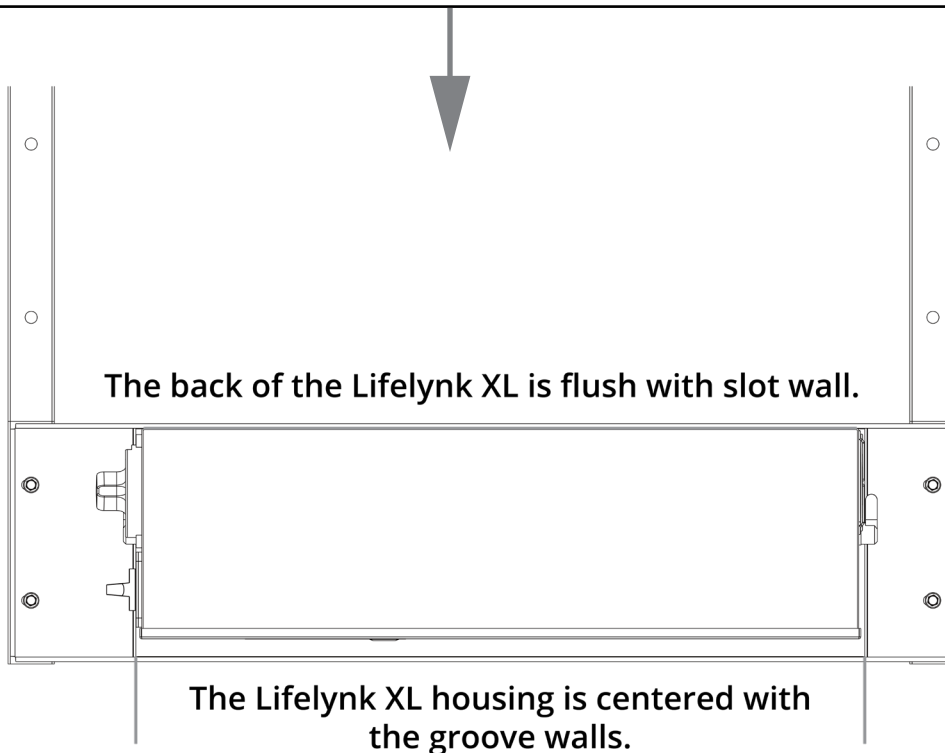 The back of the Lifelynk XL is flush with slot wall.
The Lifelynk XL housing is centered with
the groove walls.